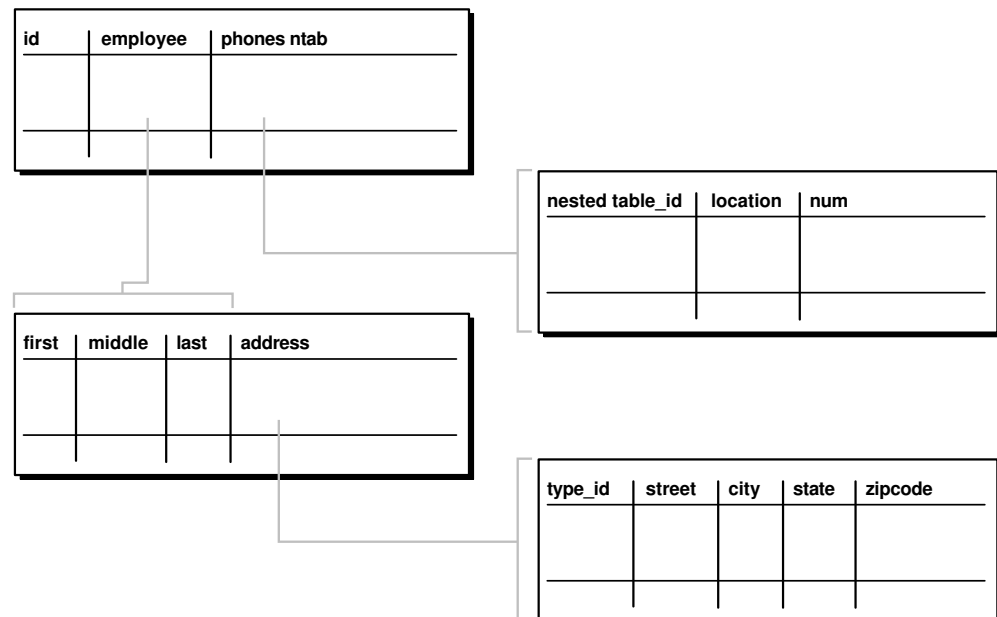 id employee phones ntab
nested table_id location num
first middle last address
type_id street city state zipcode